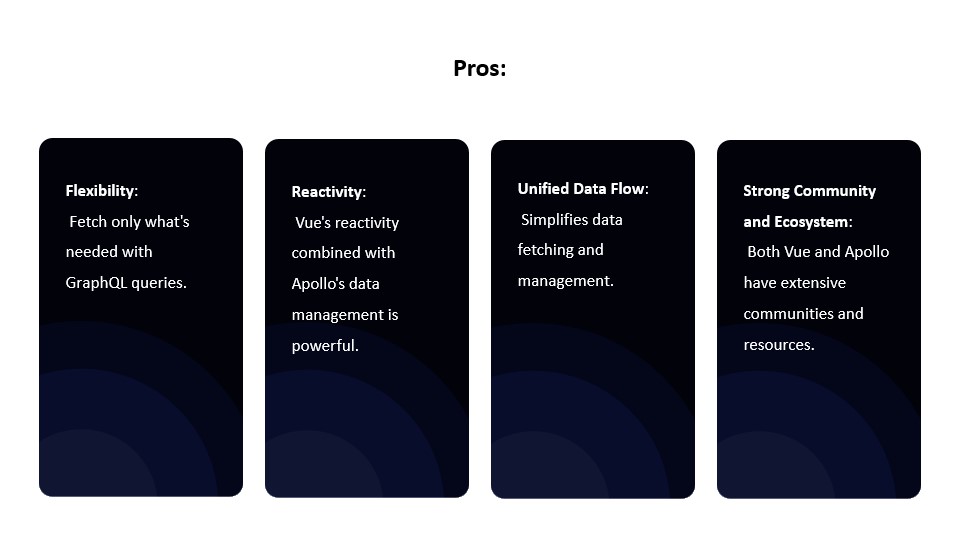 Pros:
Flexibility:
Fetch only what's
needed with
GraphQL queries.
Reactivity:
Vue's reactivity
combined with
Apollo's data
management is
powerful.
Unified Data Flow:
Simplifies data
fetching and
management.
Strong Community
and Ecosystem:
Both Vue and Apollo
have extensive
communities and
resources.